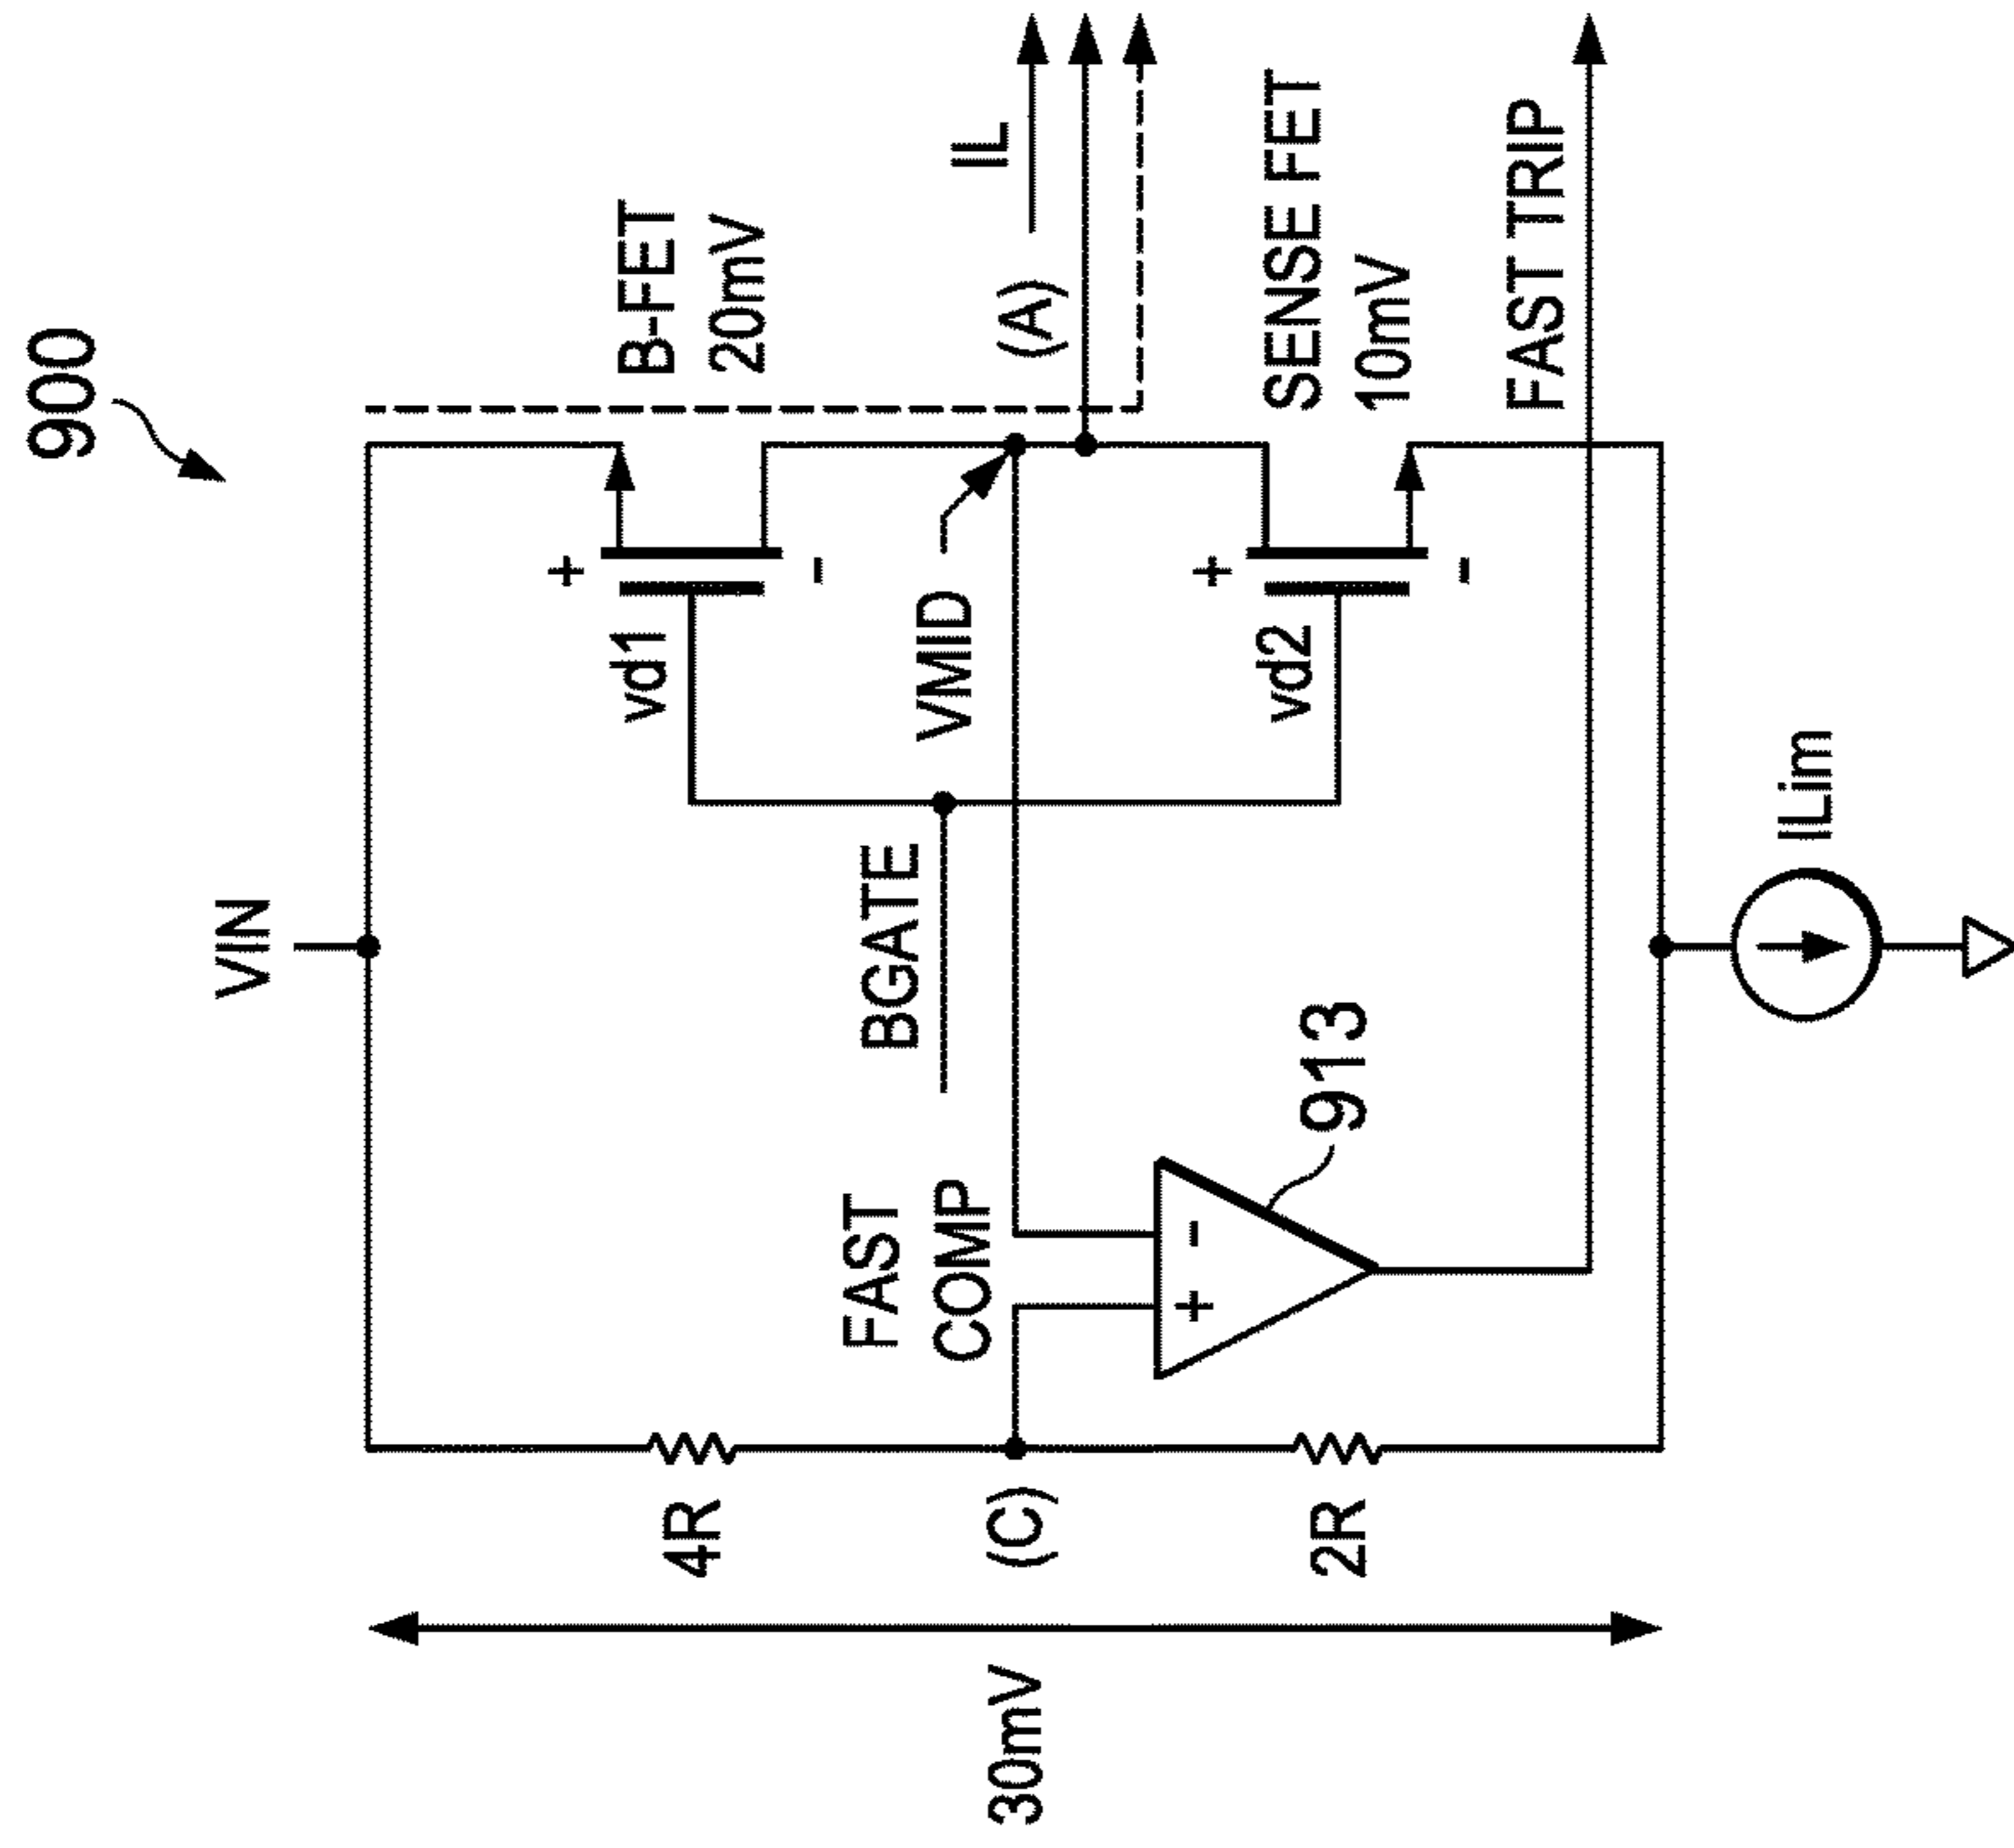 900
VIN
B-FET
20mV
+
vd1
-
BGATE
VMID
IL
(A)
FAST
COMP
4R
(C)
30mV
+
-
913
2R
+
vd2
-
SENSE FET
10mV
FAST TRIP
ILim